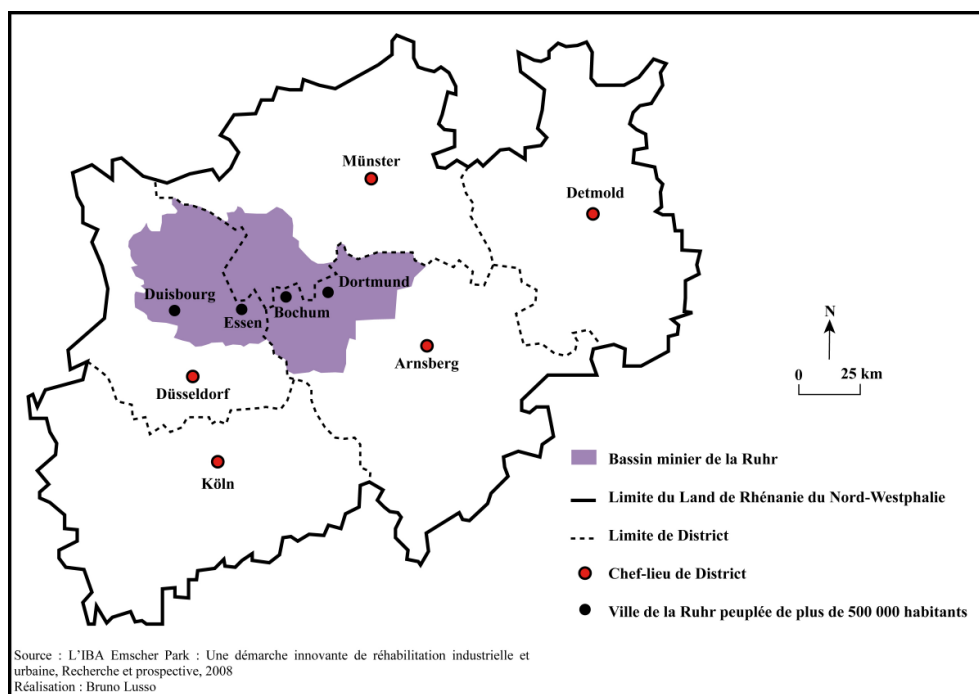 Münster
Detmold
Duisbourg
Dortmund
Essen
Bochum
Arnsberg
Düsseldorf
Köln
N
0 25 km
Bassin minier de la Ruhr
Limite du Land de Rhénanie du Nord-Westphalie
Limite de District
Chef-lieu de District
Ville de la Ruhr peuplée de plus de 500 000 habitants
Source : L'IBA Emscher Park : Une démarche innovante de réhabilitation industrielle et
urbaine, Recherche et prospective, 2008
Réalisation : Bruno Lusso